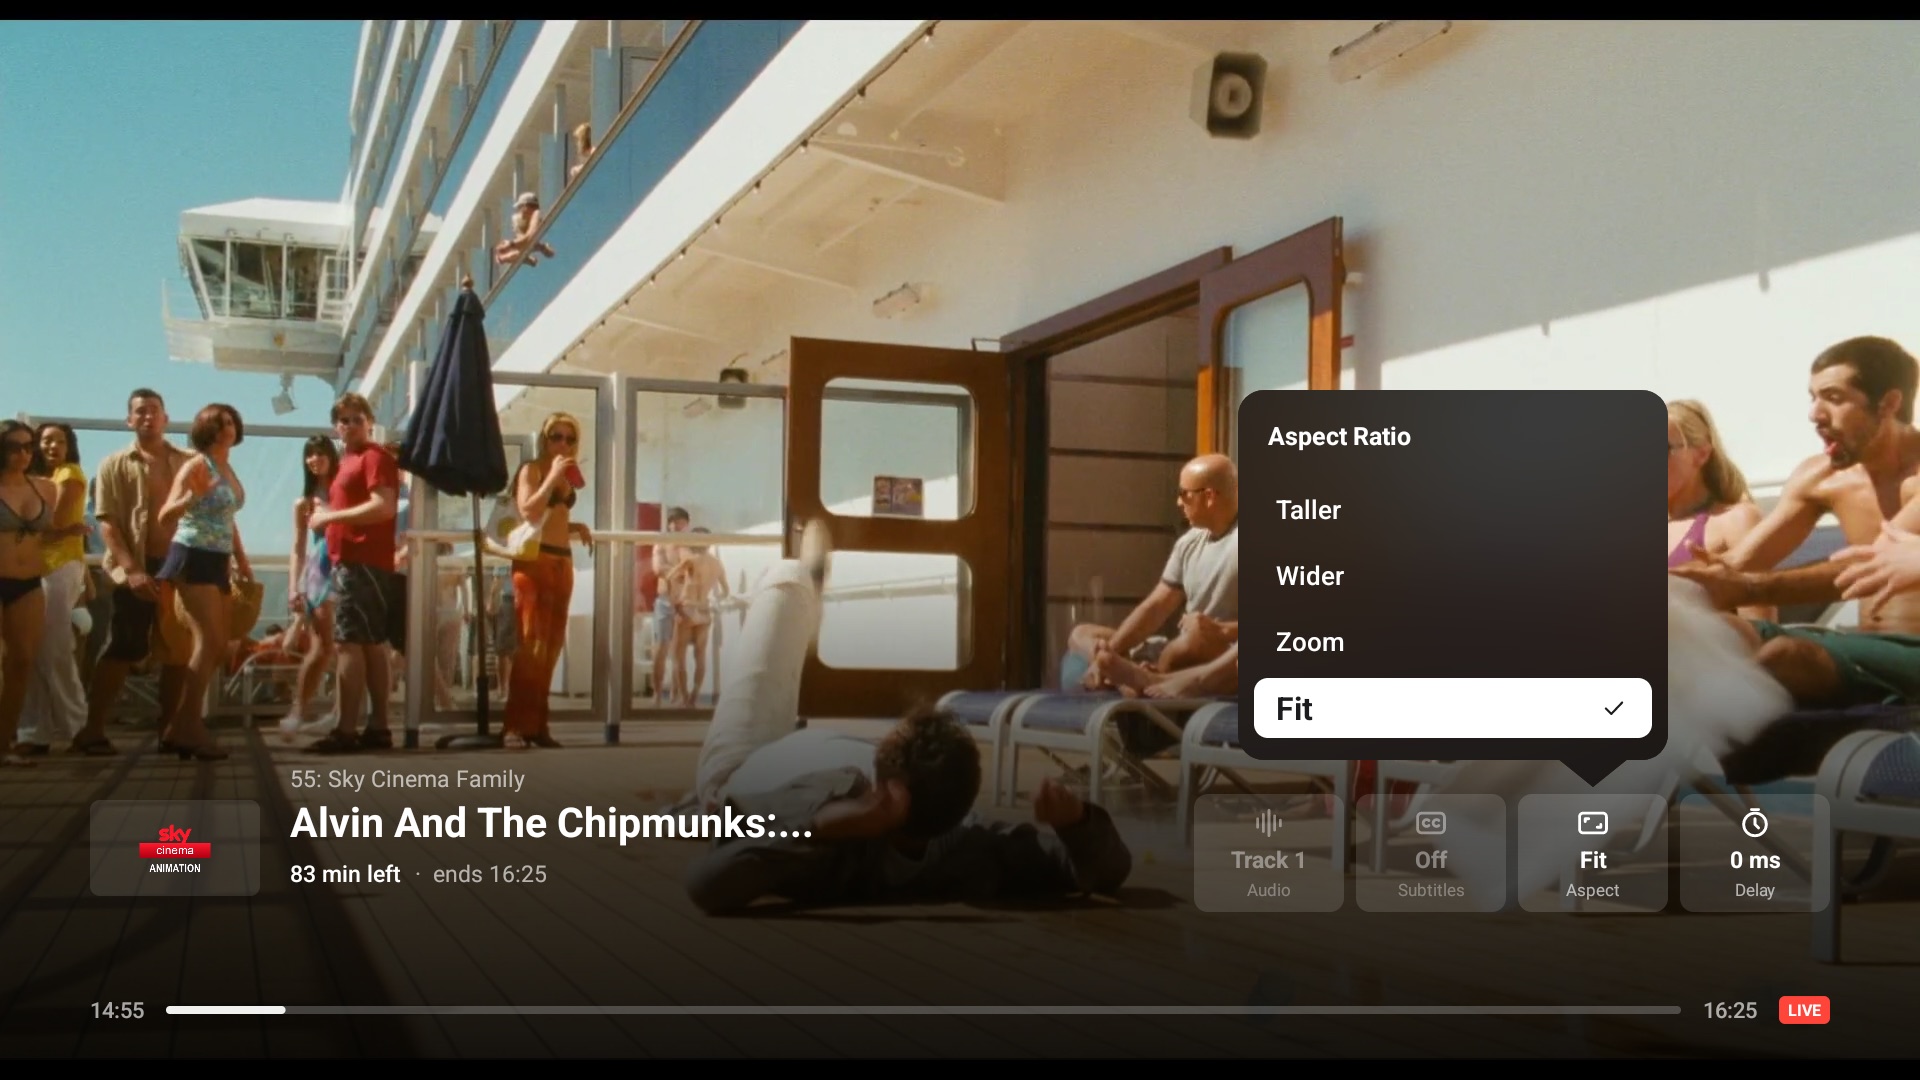 Aspect Ratio
Taller
Wider
Zoom
Fit
55: Sky Cinema Family
Alvin And The Chipmunks:...
83 min left · ends 16:25
sky
cinema
ANIMATION
Track 1
Audio
CC
Off
Subtitles
Fit
Aspect
0 ms
Delay
14:55
16:25
LIVE